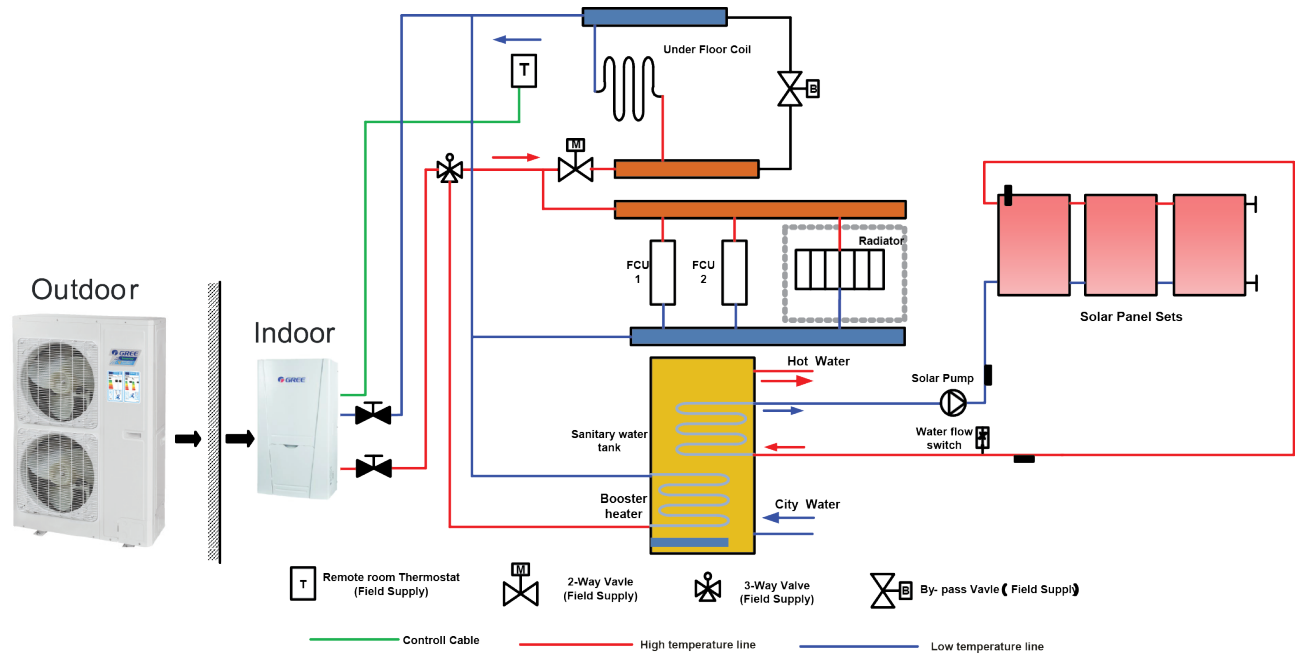 Under Floor Coil
T
B
M
Radiator
FCU
1
FCU
2
Outdoor
Solar Panel Sets
Indoor
GREE
GREE
Hot Water
Solar Pump
Sanitary water
tank
Water flow
switch
Booster
heater
City Water
T
Remote room Thermostat
(Field Supply)
M
2-Way Vavle
(Field Supply)
3-Way Valve
(Field Supply)
B
By- pass Vavle ( Field Supply)
Controll Cable
High temperature line
Low temperature line